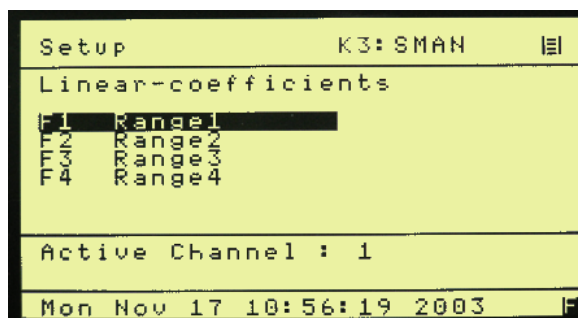 Setup K3:SMAN
Linear-coefficients
F1 Range1
F2 Range2
F3 Range3
F4 Range4
Active Channel : 1
Mon Nov 17 10:56:19 2003 F